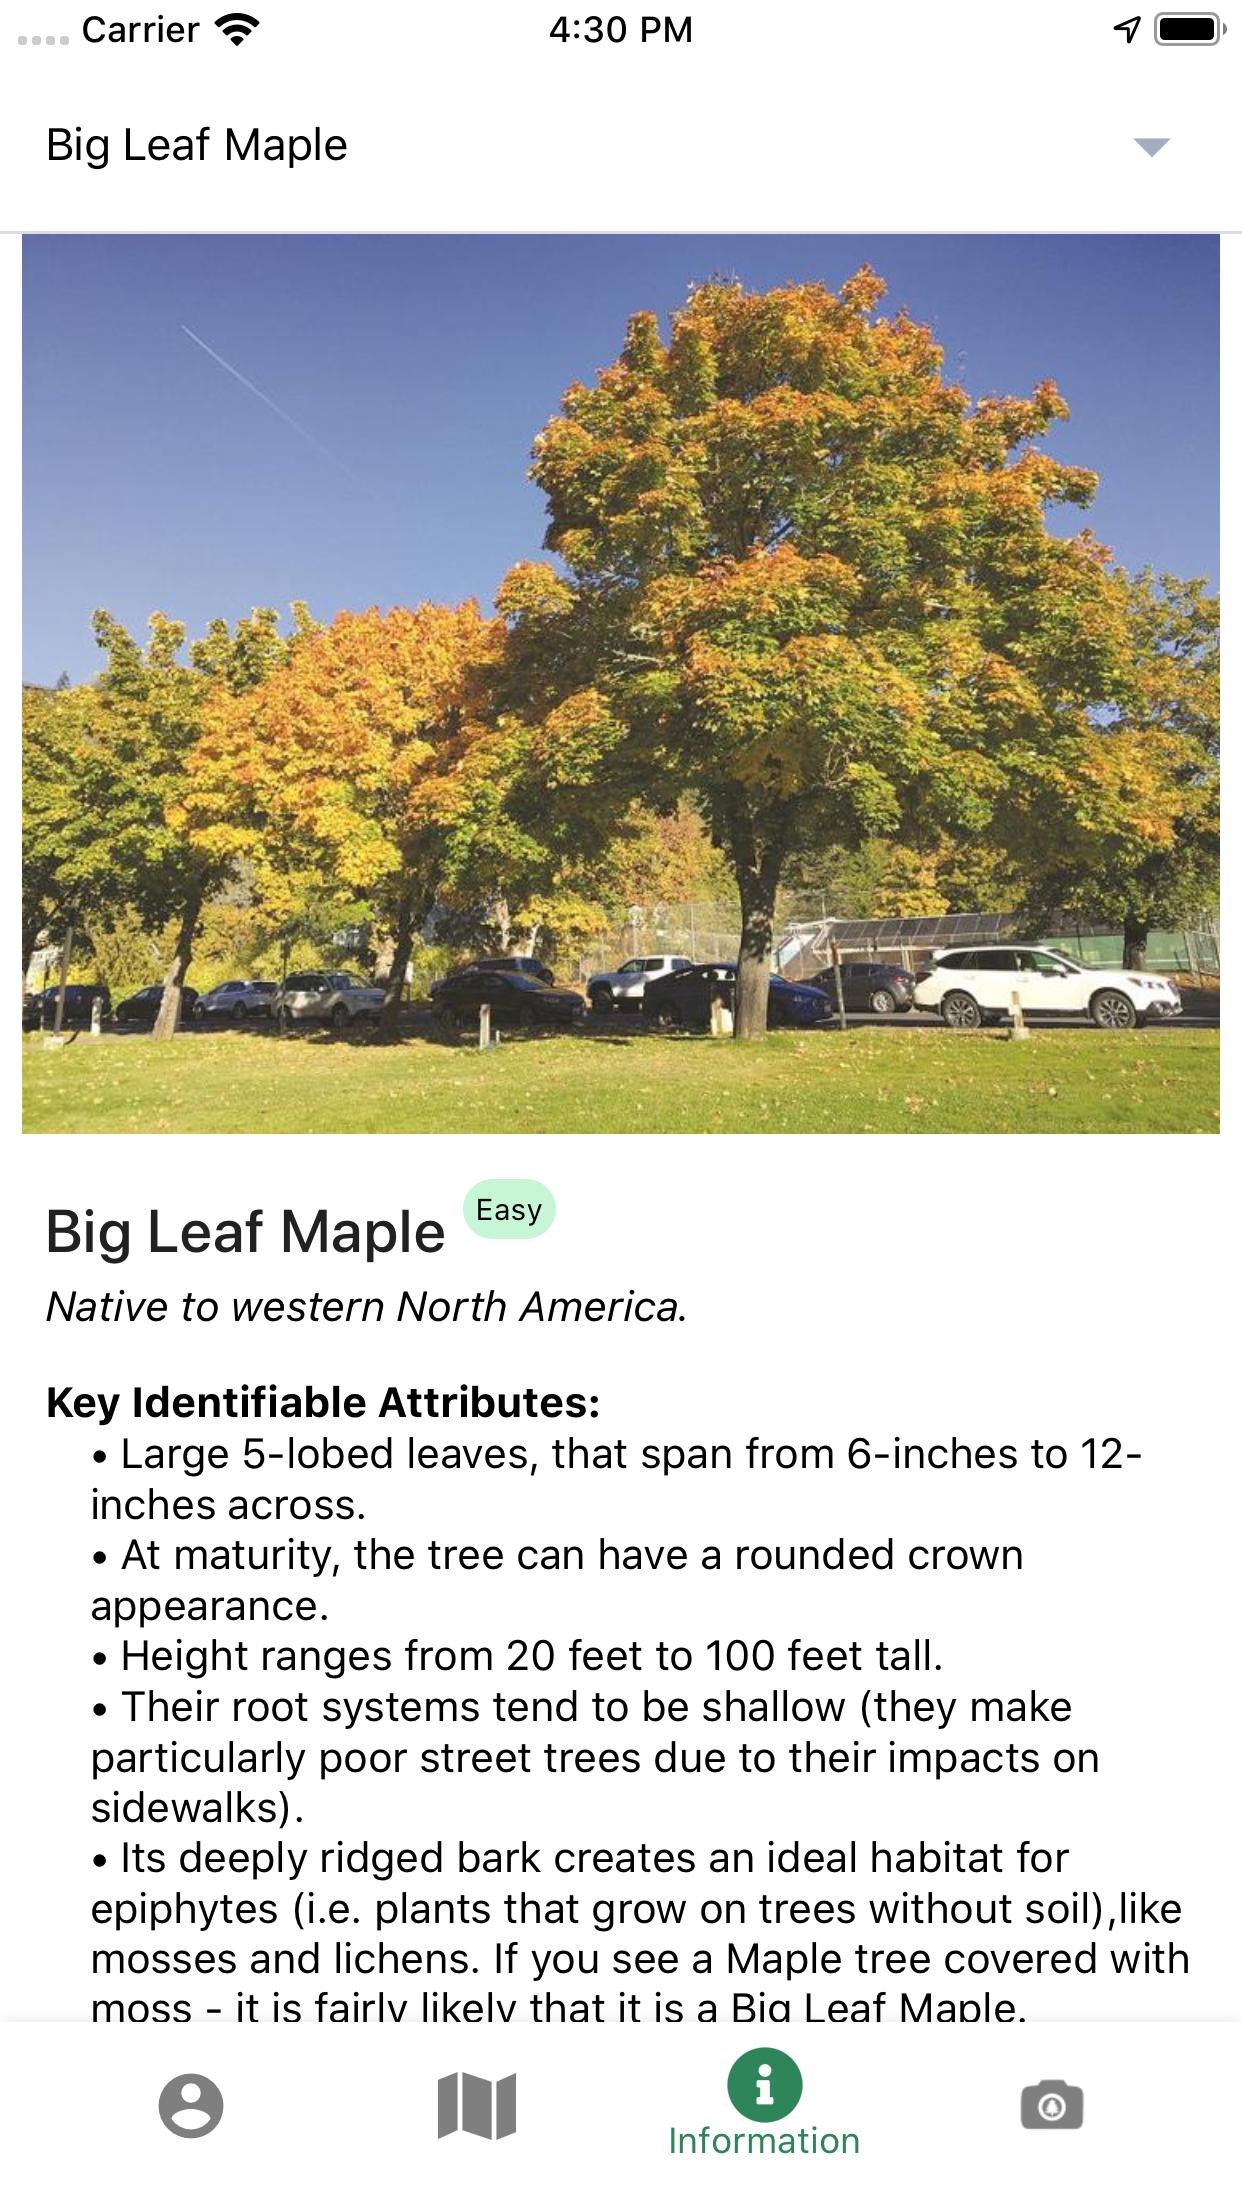 Carrier 4:30 PM
Big Leaf Maple
Big Leaf Maple Easy
Native to western North America.
Key Identifiable Attributes:
• Large 5-lobed leaves, that span from 6-inches to 12-
inches across.
• At maturity, the tree can have a rounded crown
appearance.
• Height ranges from 20 feet to 100 feet tall.
• Their root systems tend to be shallow (they make
particularly poor street trees due to their impacts on
sidewalks).
• Its deeply ridged bark creates an ideal habitat for
epiphytes (i.e. plants that grow on trees without soil),like
mosses and lichens. If you see a Maple tree covered with
moss - it is fairly likely that it is a Big Leaf Maple.
Information